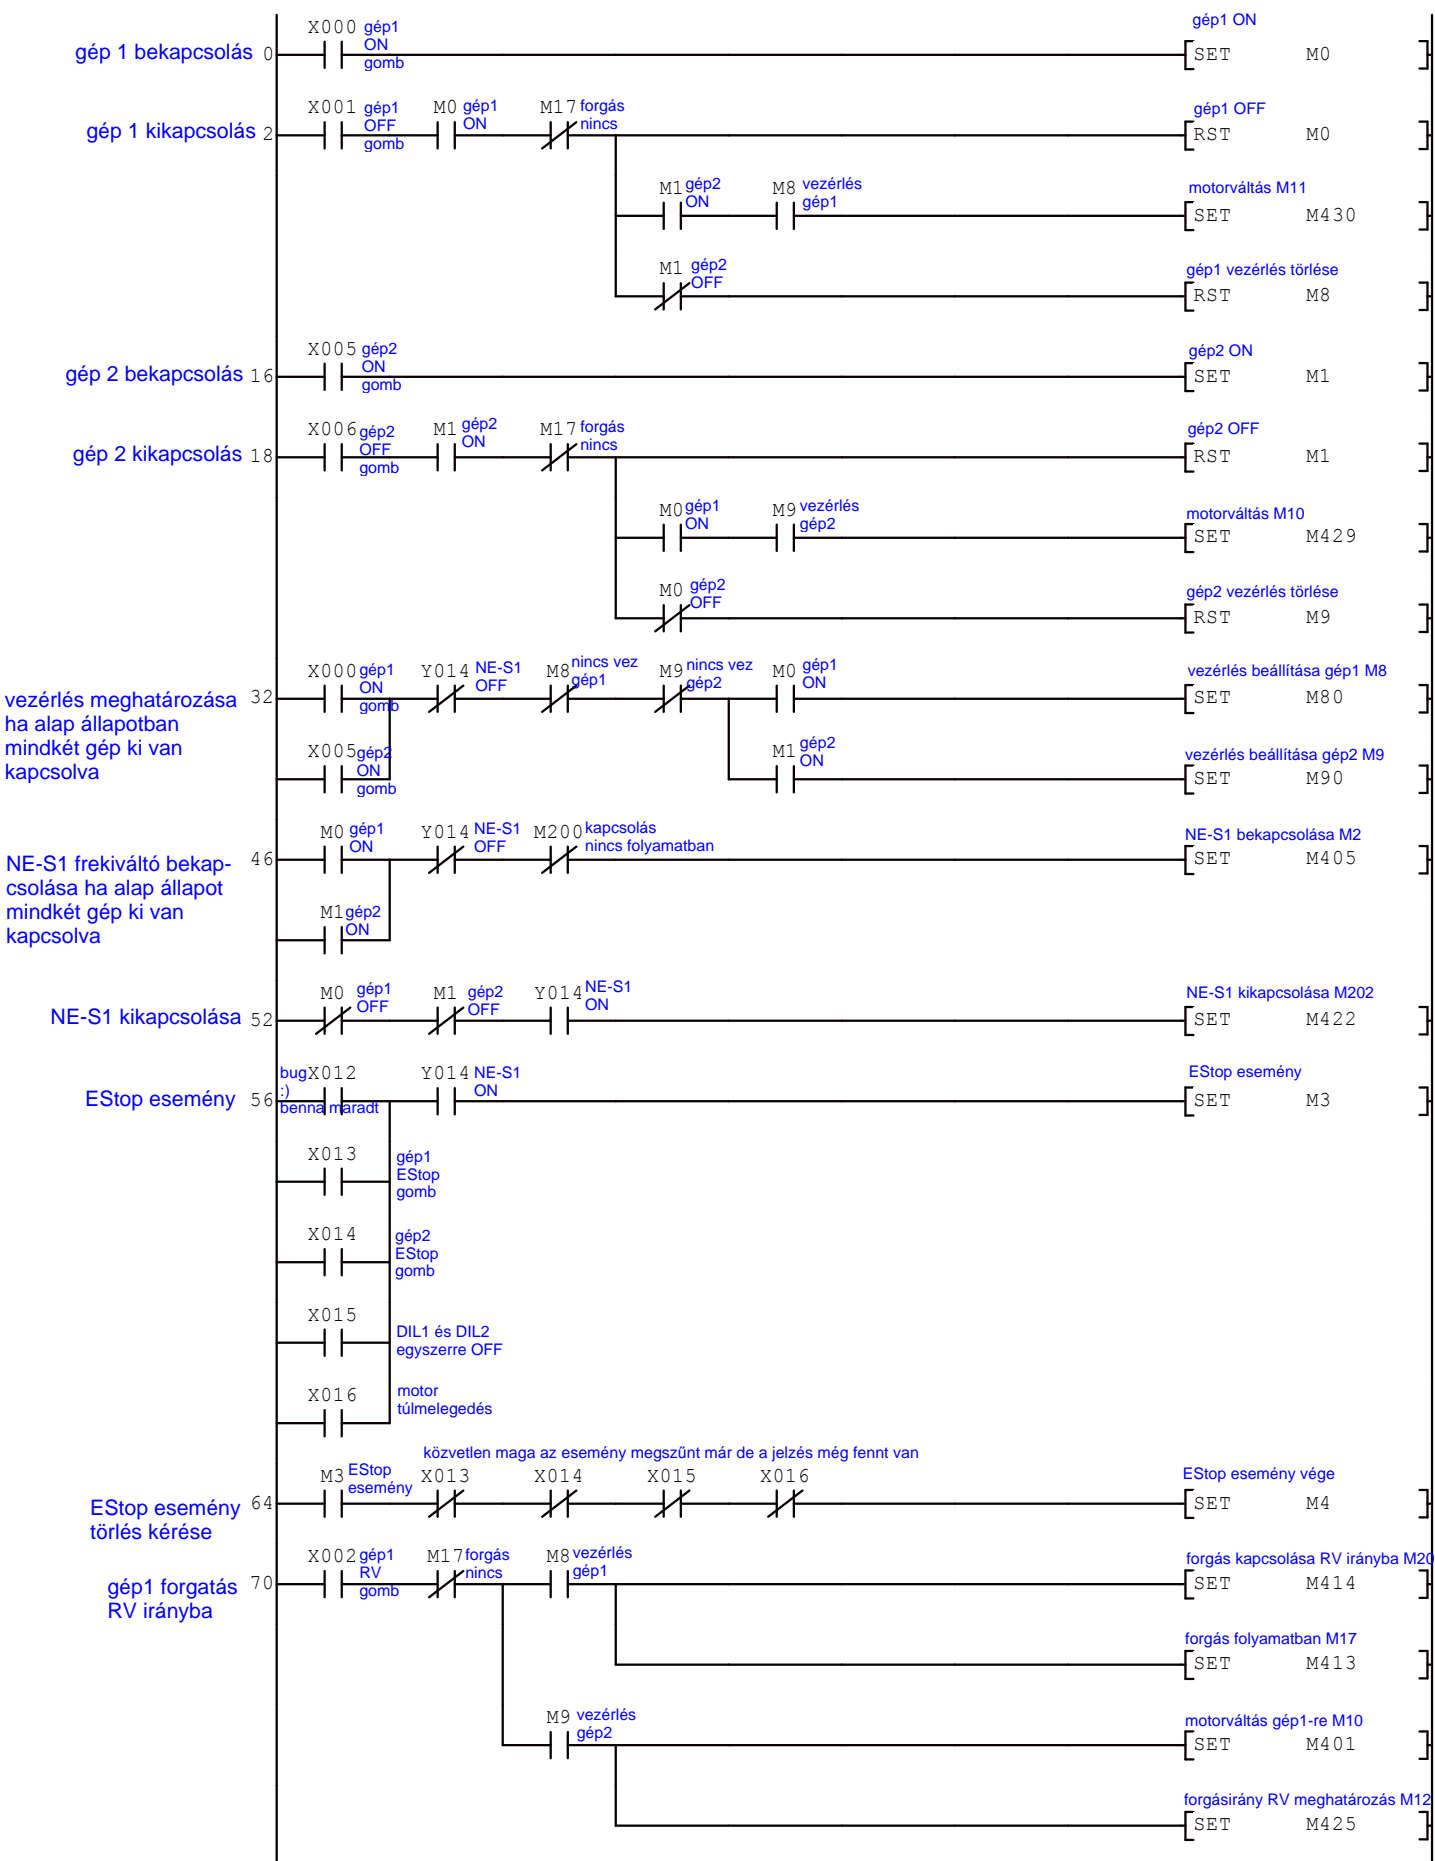 gép1 ON
X000 gép1
ON
gomb
gép 1 bekapcsolás 0
SET M0
X001 gép1
OFF
gomb
M0 gép1
ON
M17 forgás
nincs
gép1 OFF
gép 1 kikapcsolás 2
RST M0
M1 gép2
ON
M8 vezérlés
gép1
motorváltás M11
SET M430
M1 gép2
OFF
gép1 vezérlés törlése
RST M8
X005 gép2
ON
gomb
gép2 ON
gép 2 bekapcsolás 16
SET M1
X006 gép2
OFF
gomb
M1 gép2
ON
M17 forgás
nincs
gép2 OFF
gép 2 kikapcsolás 18
RST M1
M0 gép1
ON
M9 vezérlés
gép2
motorváltás M10
SET M429
M0 gép2
OFF
gép2 vezérlés törlése
RST M9
X000 gép1
ON
gomb
Y014 NE-S1
OFF
M8 nincs vez
gép1
M9 nincs vez
gép2
M0 gép1
ON
vezérlés beállítása gép1 M8
32
SET M80
vezérlés meghatározása
ha alap állapotban
mindkét gép ki van
kapcsolva
X005 gép2
ON
gomb
M1 gép2
ON
vezérlés beállítása gép2 M9
SET M90
M0 gép1
ON
Y014 NE-S1
OFF
M200 kapcsolás
nincs folyamatban
NE-S1 bekapcsolása M2
46
SET M405
NE-S1 frekiváltó bekap-
csolása ha alap állapot
mindkét gép ki van
kapcsolva
M1 gép2
ON
M0 gép1
OFF
M1 gép2
OFF
Y014 NE-S1
ON
NE-S1 kikapcsolása M202
NE-S1 kikapcsolása 52
SET M422
bug X012
:)
benna maradt
Y014 NE-S1
ON
EStop esemény
EStop esemény 56
SET M3
X013 gép1
EStop
gomb
X014 gép2
EStop
gomb
X015
DIL1 és DIL2
egyszerre OFF
X016 motor
túlmelegedés
közvetlen maga az esemény megszűnt már de a jelzés még fennt van
M3 EStop
esemény
X013 X014 X015 X016
EStop esemény vége
64
SET M4
EStop esemény
törlés kérése
X002 gép1
RV
gomb
M17 forgás
nincs
M8 vezérlés
gép1
forgás kapcsolása RV irányba M20
70
SET M414
gép1 forgatás
RV irányba
forgás folyamatban M17
SET M413
M9 vezérlés
gép2
motorváltás gép1-re M10
SET M401
forgásirány RV meghatározás M12
SET M425